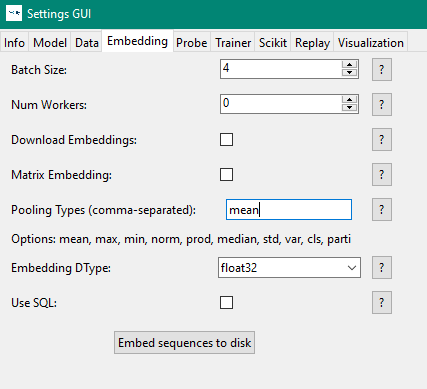 Settings GUI
Info Model Data Embedding Probe Trainer Scikit Replay Visualization
Batch Size: 4 ?
Num Workers: 0 ?
Download Embeddings: ?
Matrix Embedding: ?
Pooling Types (comma-separated): mean ?
Options: mean, max, min, norm, prod, median, std, var, cls, parti
Embedding DType: float32 ?
Use SQL: ?
Embed sequences to disk